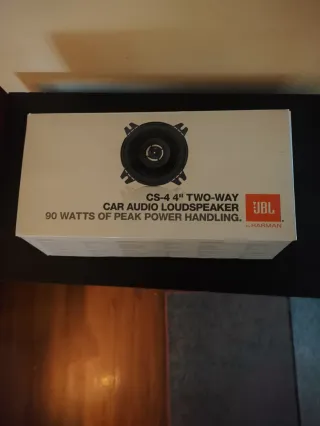 CS-4 4" TWO-WAY
CAR AUDIO LOUDSPEAKER
90 WATTS OF PEAK POWER HANDLING.
JBL
by HARMAN